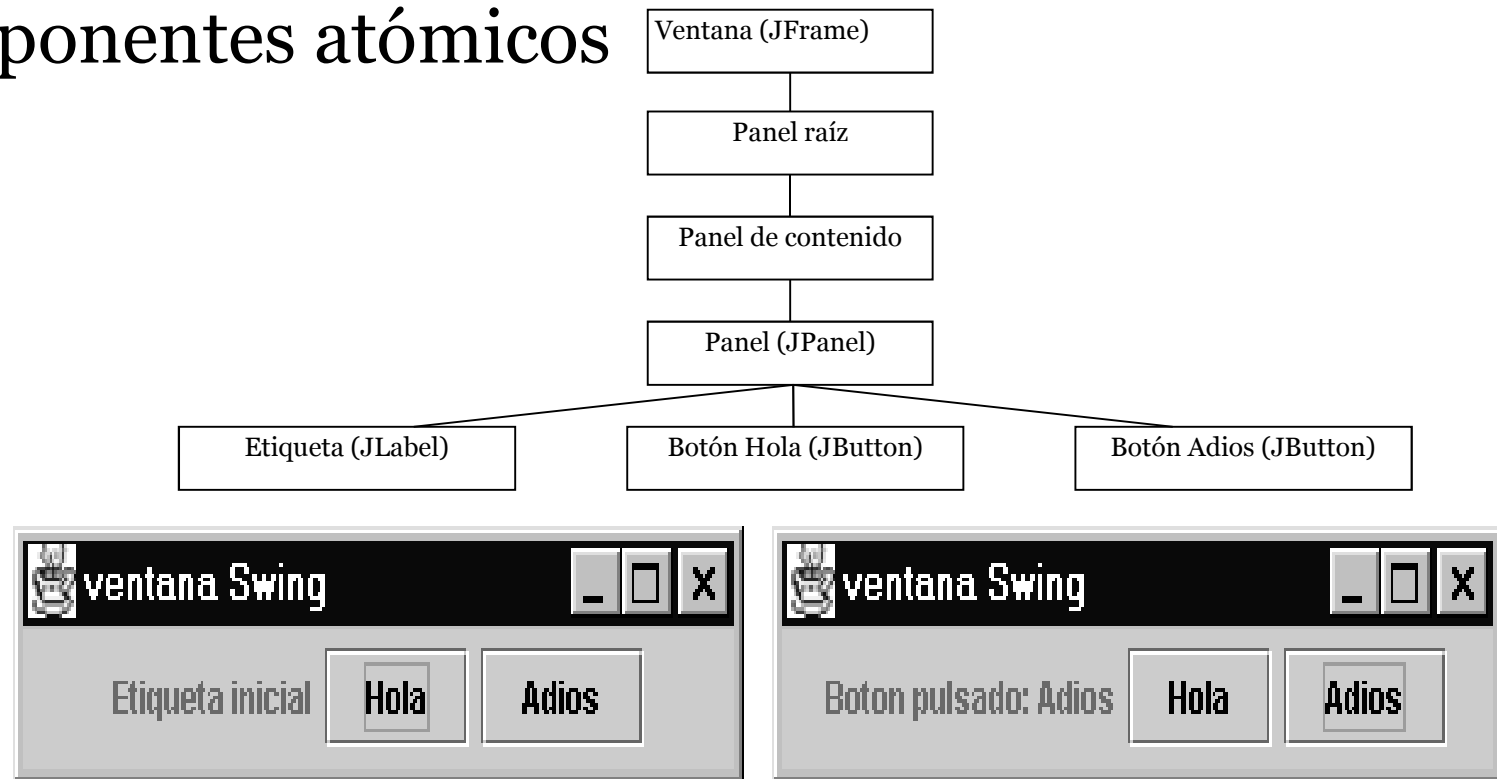 ponentes atómicos
Ventana (JFrame)
Panel raíz
Panel de contenido
Panel (JPanel)
Etiqueta (JLabel)
Botón Hola (JButton)
Botón Adios (JButton)
ventana Swing
Etiqueta inicial
Hola
Adios
ventana Swing
Boton pulsado: Adios
Hola
Adios